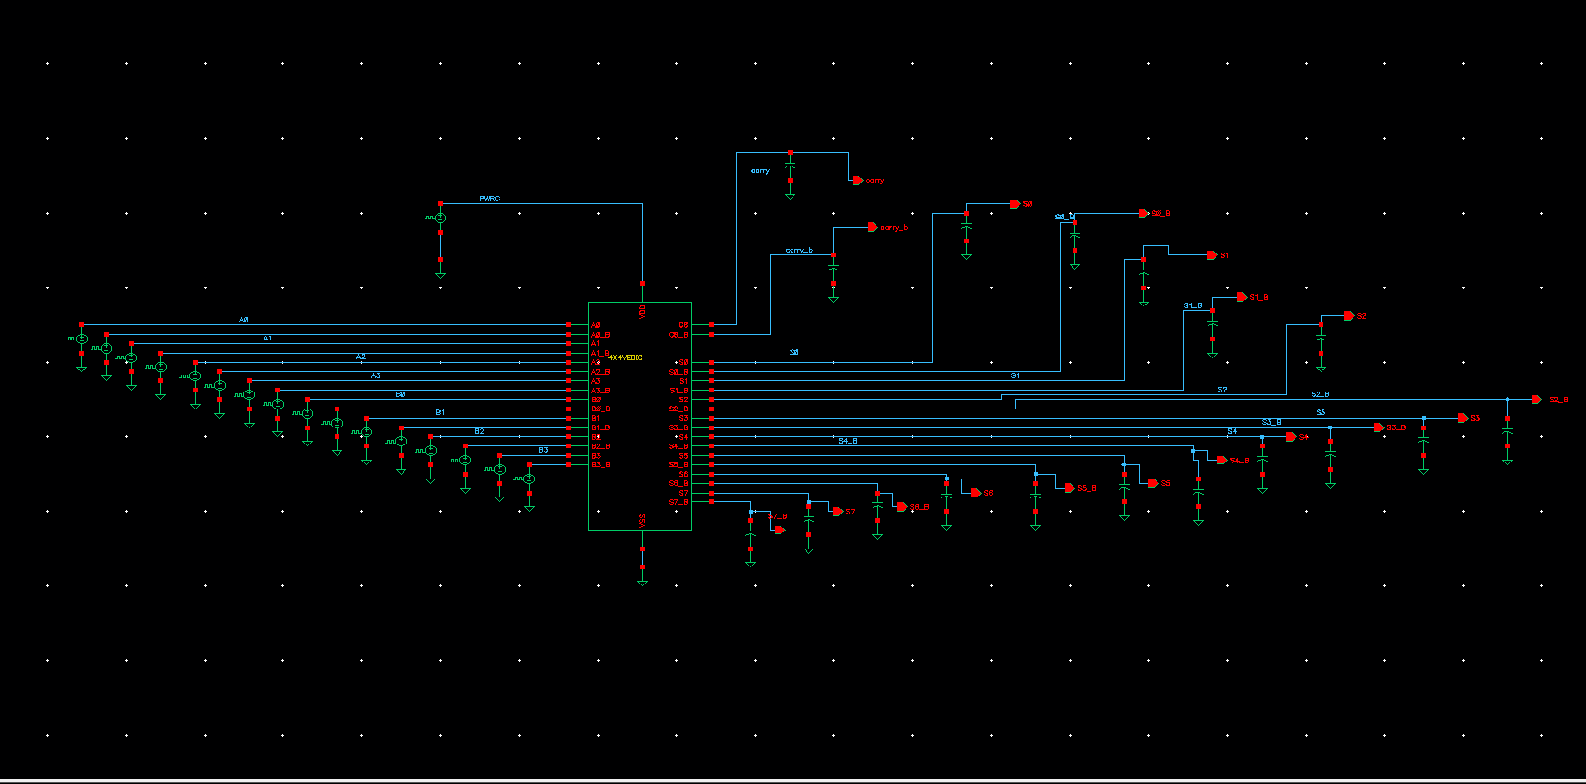 carry
carry
PWRC
S0
S0_B
carry_b
carry_b
S1
S1_B
S1_B
S2
VDD
A0
A0
C8
A0_B
C8_B
A1
A1
A1_B
4X4VEDIC
S0
A2
A2
S0
A2_B
S0_B
A3
A3
S1
S1
A3_B
S1_B
S2
B0
B0
S2
S2_B
S2_B
B0_B
S2_B
B1
B1
S3
S3
S3
B1_B
S3_B
S3_B
S3_B
B2
S4
S4
S4
B2_B
S4_B
S4_B
S4_B
B3
B3
S5
S5
B3_B
S5_B
S5_B
S6
S6
S6_B
S6_B
S7
S7
S7_B
S7_B
VSS